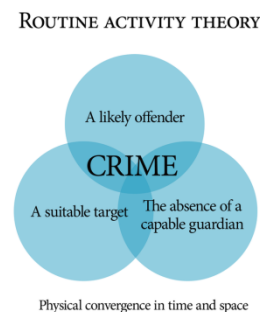 ROUTINE ACTIVITY THEORY
A likely offender
CRIME
A suitable target
The absence of a
capable guardian
Physical convergence in time and space